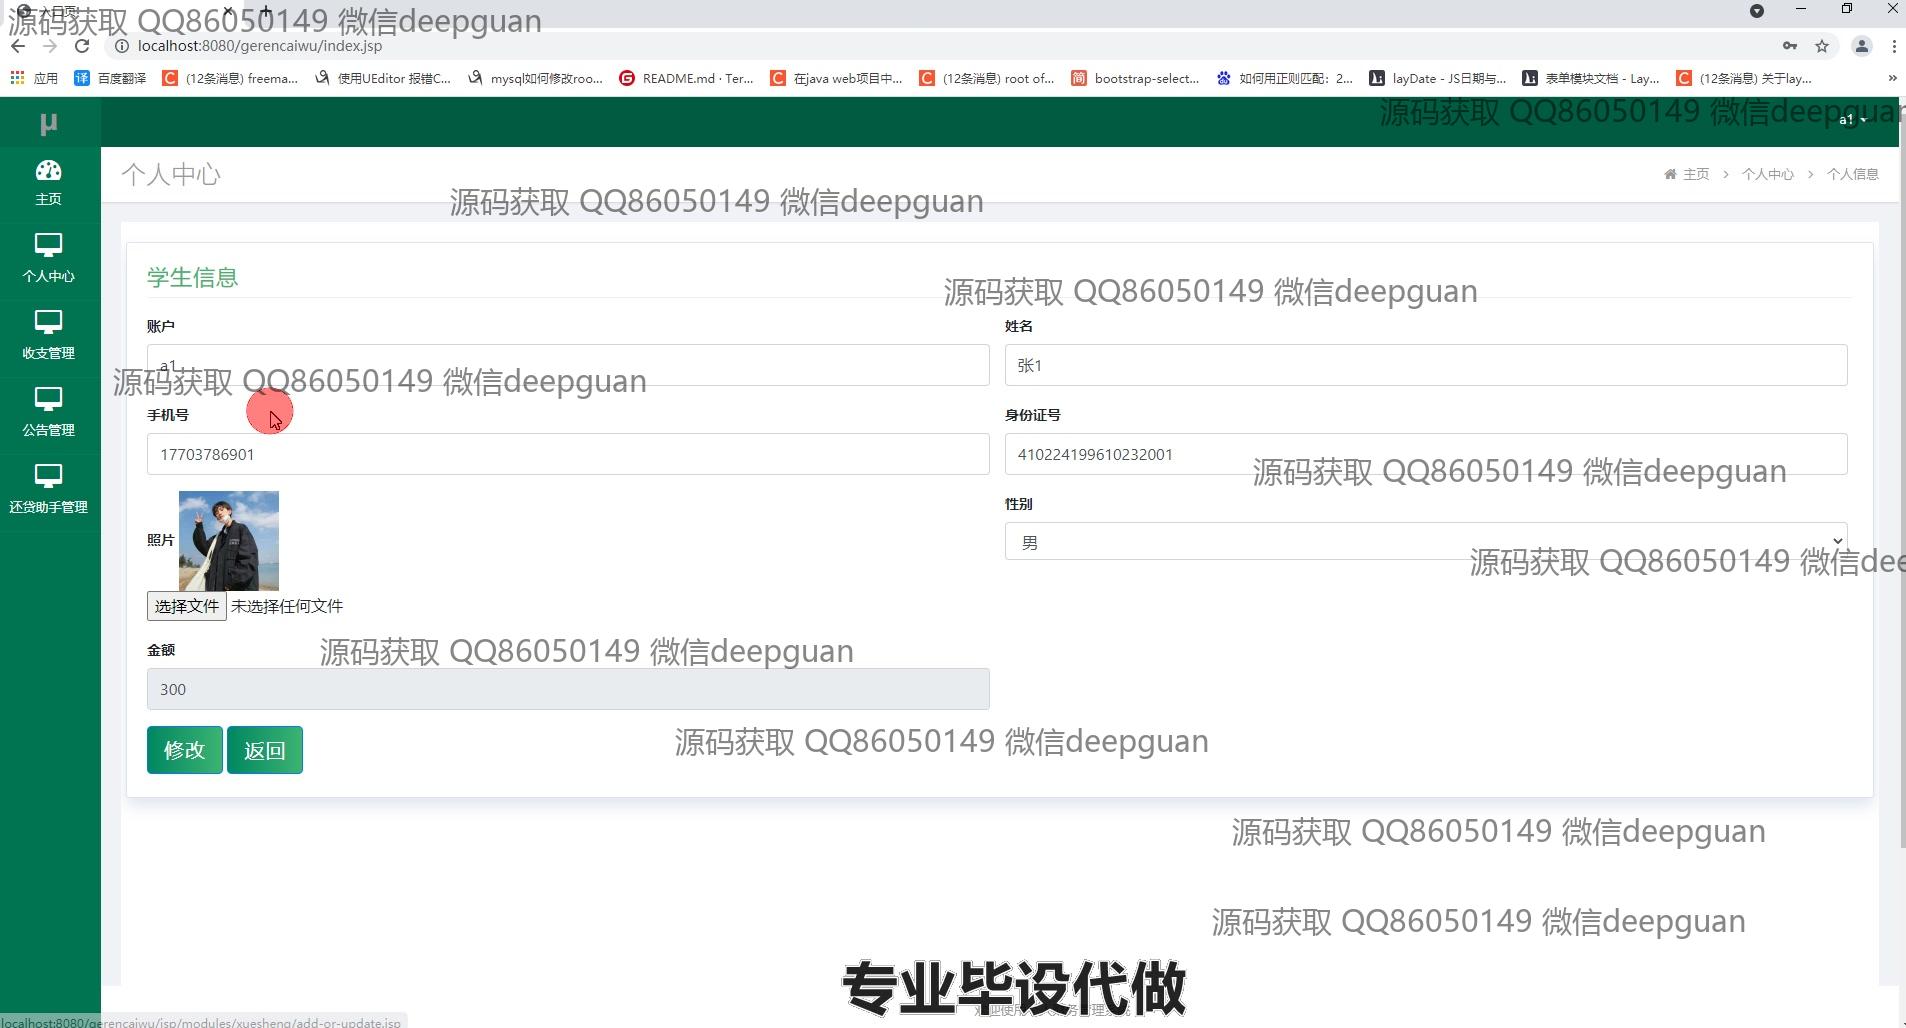 入口页
源码获取 QQ86050149 微信deepguan
localhost:8080/gerencaiwu/index.jsp
应用 百度翻译 (12条消息) freema... 使用UEditor 报错C... mysql如何修改roo... README.md · Ter... 在java web项目中... (12条消息) root of... bootstrap-select... 如何用正则匹配：2... layDate - JS日期与... 表单模块文档 - Lay... (12条消息) 关于lay... »
源码获取 QQ86050149 微信deepguan
μ
a1
主页
个人中心
主页 > 个人中心 > 个人信息
源码获取 QQ86050149 微信deepguan
个人中心
学生信息
源码获取 QQ86050149 微信deepguan
账户
姓名
收支管理
a1
张1
源码获取 QQ86050149 微信deepguan
手机号
身份证号
公告管理
17703786901
410224199610232001
源码获取 QQ86050149 微信deepguan
还贷助手管理
性别
照片
男
源码获取 QQ86050149 微信dee
选择文件 未选择任何文件
金额
源码获取 QQ86050149 微信deepguan
300
修改 返回
源码获取 QQ86050149 微信deepguan
源码获取 QQ86050149 微信deepguan
源码获取 QQ86050149 微信deepguan
专业毕设代做
localhost:8080/gerencaiwu/jsp/modules/xuesheng/add-or-update.jsp